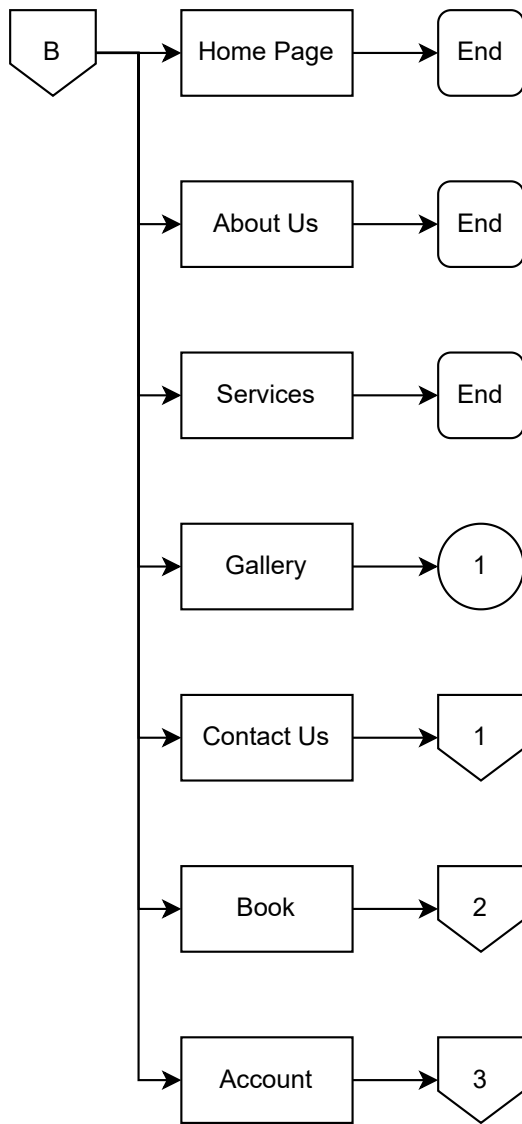 B
Home Page
End
About Us
End
Services
End
Gallery
1
Contact Us
1
Book
2
Account
3